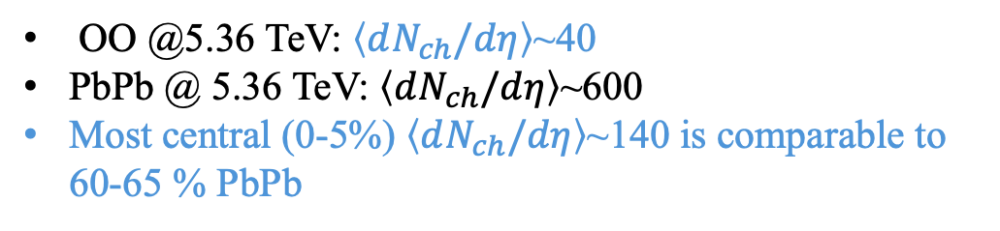 • OO @5.36 TeV: ⟨dN_ch/dη⟩~40
• PbPb @ 5.36 TeV: ⟨dN_ch/dη⟩~600
• Most central (0-5%) ⟨dN_ch/dη⟩~140 is comparable to
60-65 % PbPb